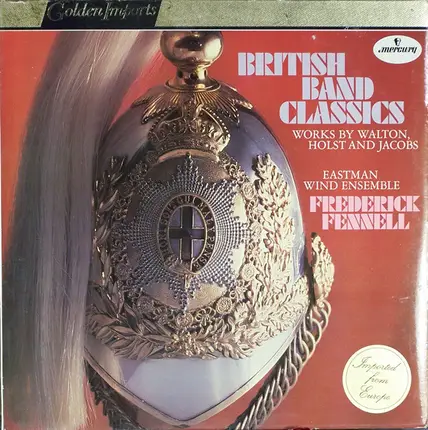 Golden Imports
mercury
BRITISH
BAND
CLASSICS
WORKS BY WALTON,
HOLST AND JACOBS
EASTMAN
WIND ENSEMBLE
FREDERICK
FENNELL
Imported
from
Europe